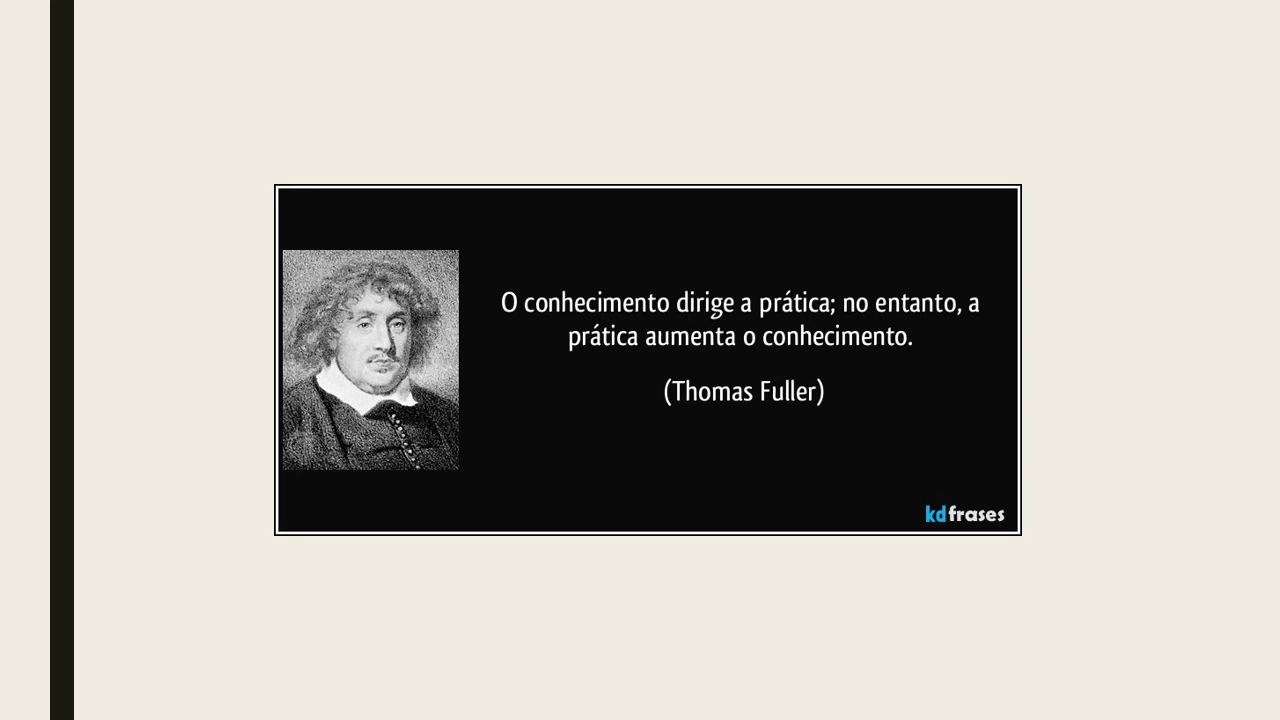 O conhecimento dirige a prática; no entanto, a
prática aumenta o conhecimento.
(Thomas Fuller)
kdfrases